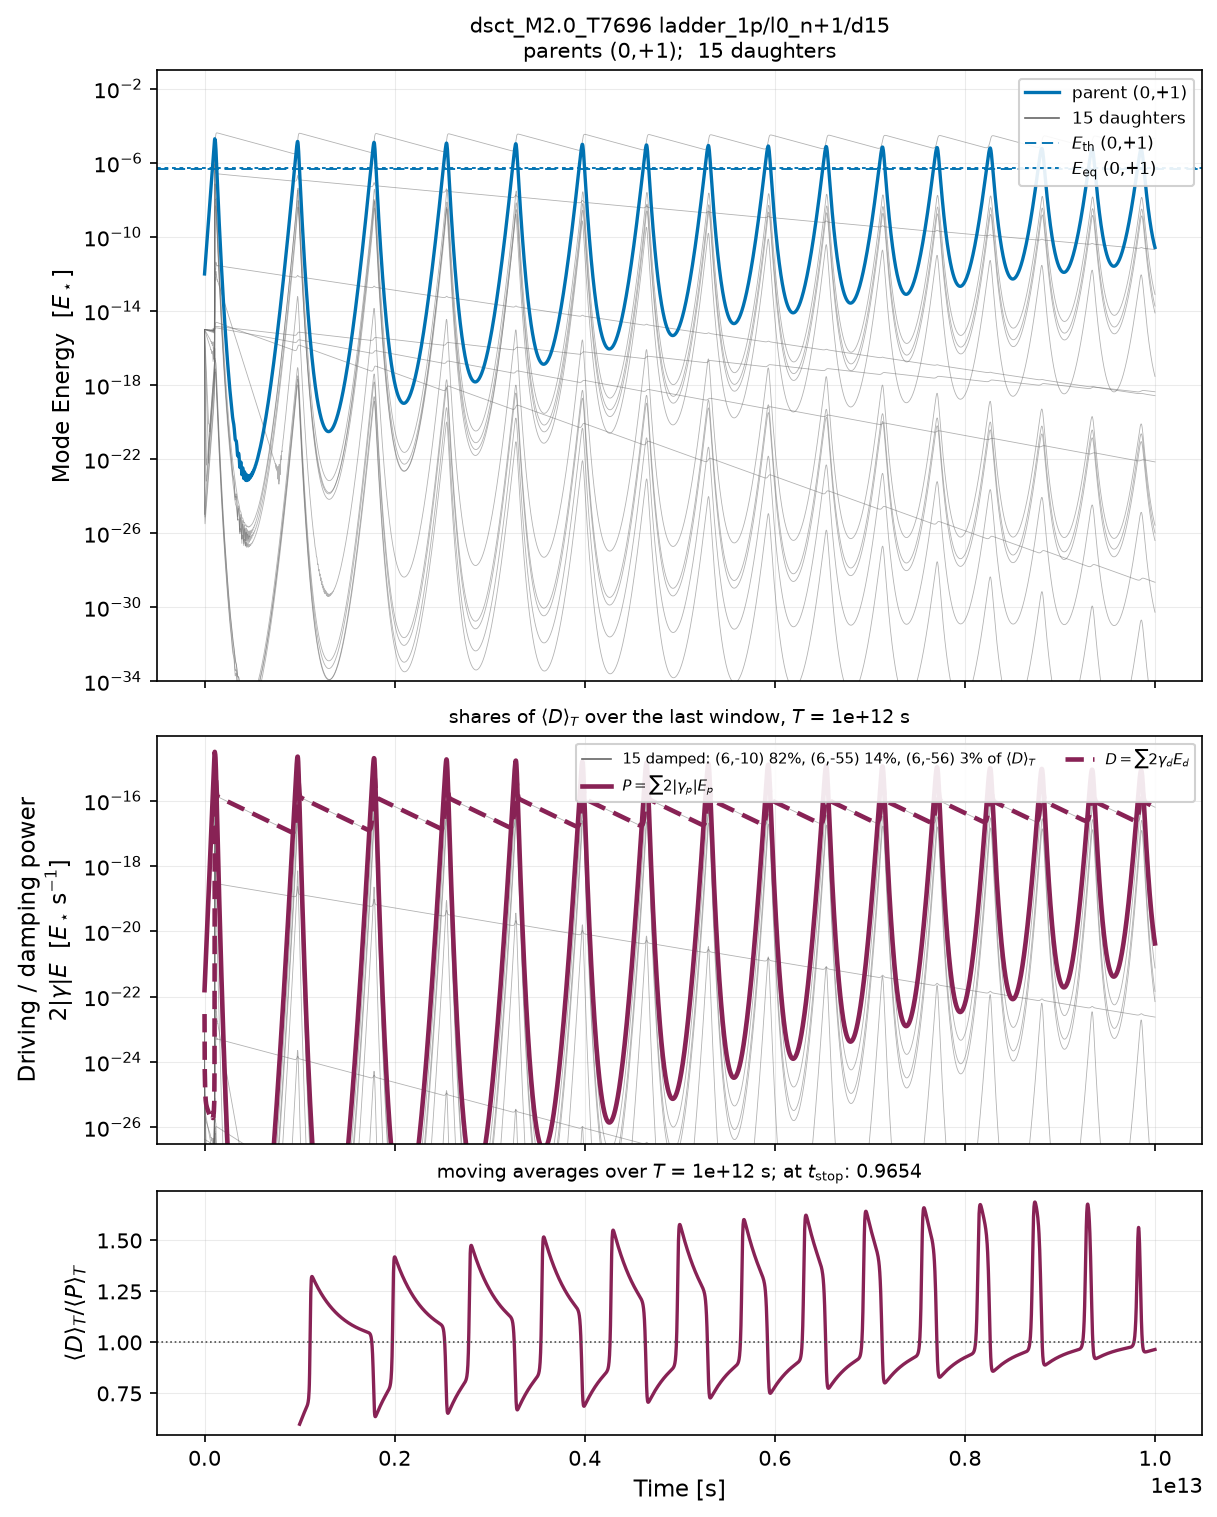 dsct_M2.0_T7696 ladder_1p/l0_n+1/d15
parents (0,+1);  15 daughters
Mode Energy [E⋆]
10⁻²
10⁻⁶
10⁻¹⁰
10⁻¹⁴
10⁻¹⁸
10⁻²²
10⁻²⁶
10⁻³⁰
10⁻³⁴
parent (0,+1)
15 daughters
E_th (0,+1)
E_eq (0,+1)
shares of ⟨D⟩_T over the last window, T = 1e+12 s
Driving / damping power
2|γ|E [E⋆ s⁻¹]
10⁻¹⁶
10⁻¹⁸
10⁻²⁰
10⁻²²
10⁻²⁴
10⁻²⁶
15 damped: (6,-10) 82%, (6,-55) 14%, (6,-56) 3% of ⟨D⟩_T
P = ∑2|γ_p|E_p
D = ∑2γ_dE_d
moving averages over T = 1e+12 s; at t_stop: 0.9654
⟨D⟩_T/⟨P⟩_T
1.50
1.25
1.00
0.75
0.0 0.2 0.4 0.6 0.8 1.0
1e13
Time [s]